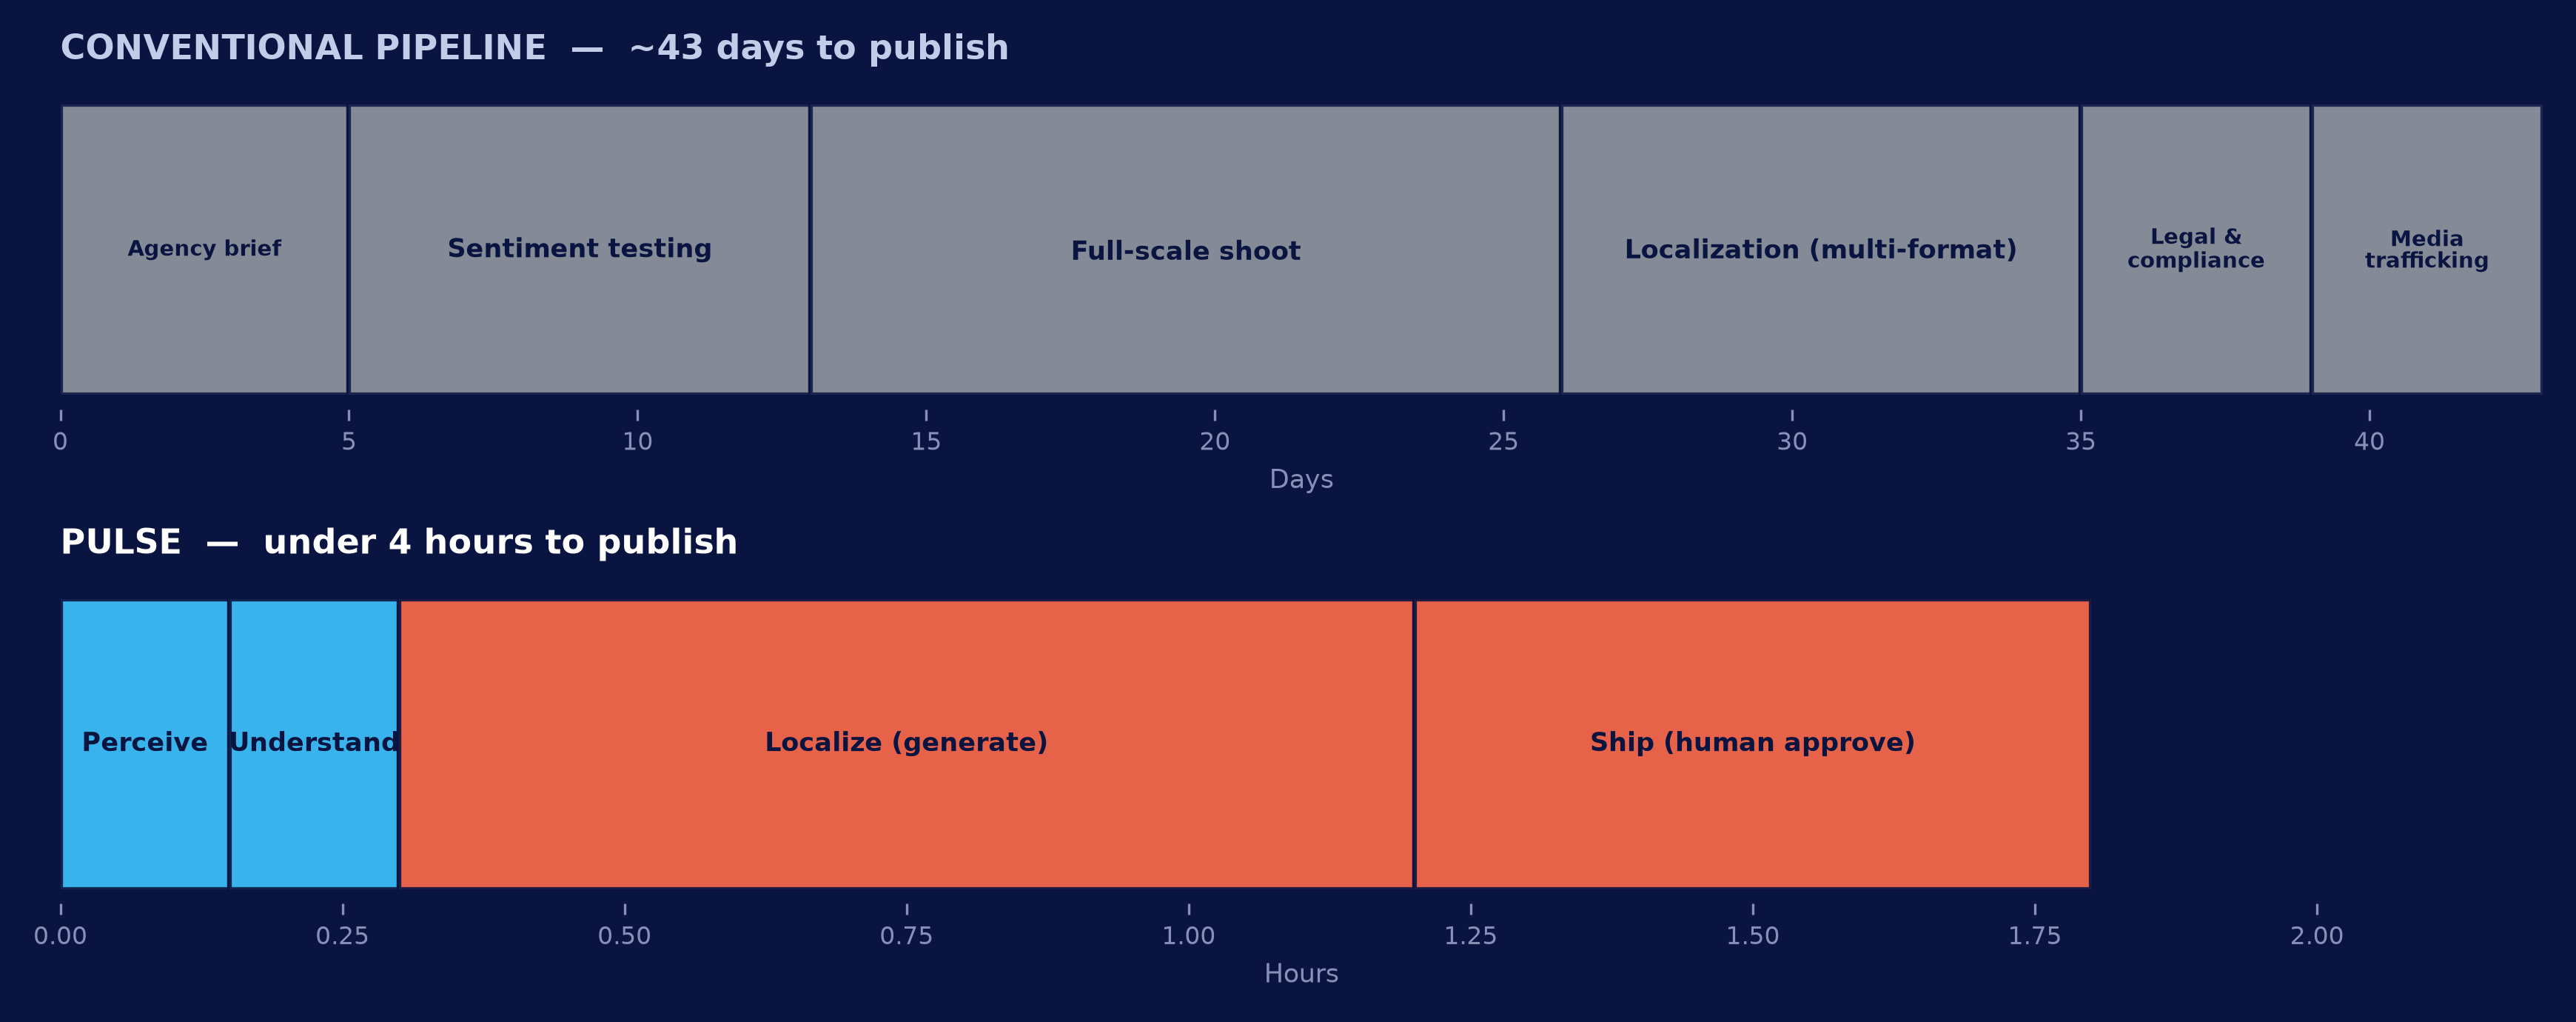 CONVENTIONAL PIPELINE — ~43 days to publish
Agency brief
Sentiment testing
Full-scale shoot
Localization (multi-format)
Legal &
compliance
Media
trafficking
0 5 10 15 20 25 30 35 40
Days
PULSE — under 4 hours to publish
Perceive
Understand
Localize (generate)
Ship (human approve)
0.00 0.25 0.50 0.75 1.00 1.25 1.50 1.75 2.00
Hours